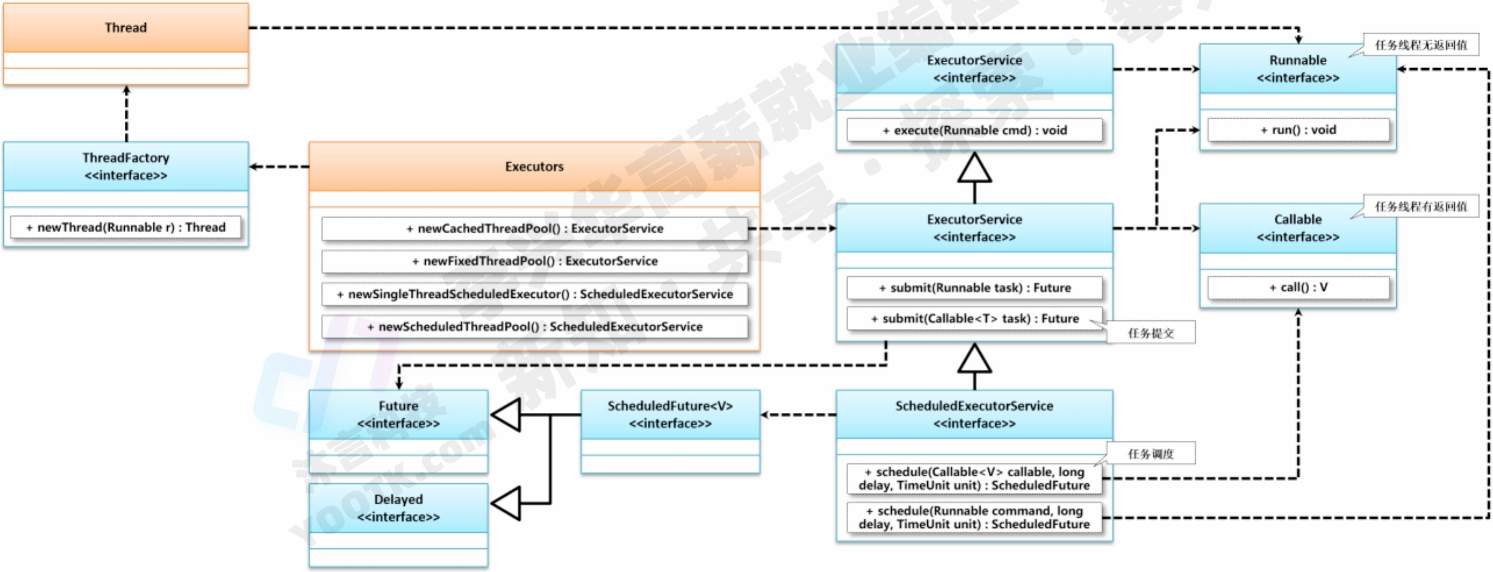 Thread
ExecutorService
<<interface>>
+ execute(Runnable cmd) : void
Runnable
<<interface>>
+ run() : void
任务线程无返回值
ThreadFactory
<<interface>>
+ newThread(Runnable r) : Thread
Executors
+ newCachedThreadPool() : ExecutorService
+ newFixedThreadPool() : ExecutorService
+ newSingleThreadScheduledExecutor() : ScheduledExecutorService
+ newScheduledThreadPool() : ScheduledExecutorService
ExecutorService
<<interface>>
+ submit(Runnable task) : Future
+ submit(Callable<T> task) : Future
任务提交
Callable
<<interface>>
+ call() : V
任务线程有返回值
Future
<<interface>>
ScheduledFuture<V>
<<interface>>
Delayed
<<interface>>
ScheduledExecutorService
<<interface>>
+ schedule(Callable<V> callable, long
delay, TimeUnit unit) : ScheduledFuture
+ schedule(Runnable command, long
delay, TimeUnit unit) : ScheduledFuture
任务调度
沐言科技
YOOTK.com
李兴华高薪就业编程
新知·共享·探索·